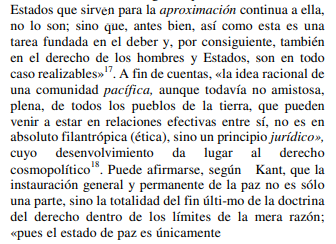 Estados que sirven para la aproximación continua a ella,
no lo son; sino que, antes bien, así como esta es una
tarea fundada en el deber y, por consiguiente, también
en el derecho de los hombres y Estados, son en todo
caso realizables»17. A fin de cuentas, «la idea racional de
una comunidad pacífica, aunque todavía no amistosa,
plena, de todos los pueblos de la tierra, que pueden
venir a estar en relaciones efectivas entre sí, no es en
absoluto filantrópica (ética), sino un principio jurídico»,
cuyo desenvolvimiento da lugar al derecho
cosmopolítico18. Puede afirmarse, según Kant, que la
instauración general y permanente de la paz no es sólo
una parte, sino la totalidad del fin últi-mo de la doctrina
del derecho dentro de los límites de la mera razón;
«pues el estado de paz es únicamente